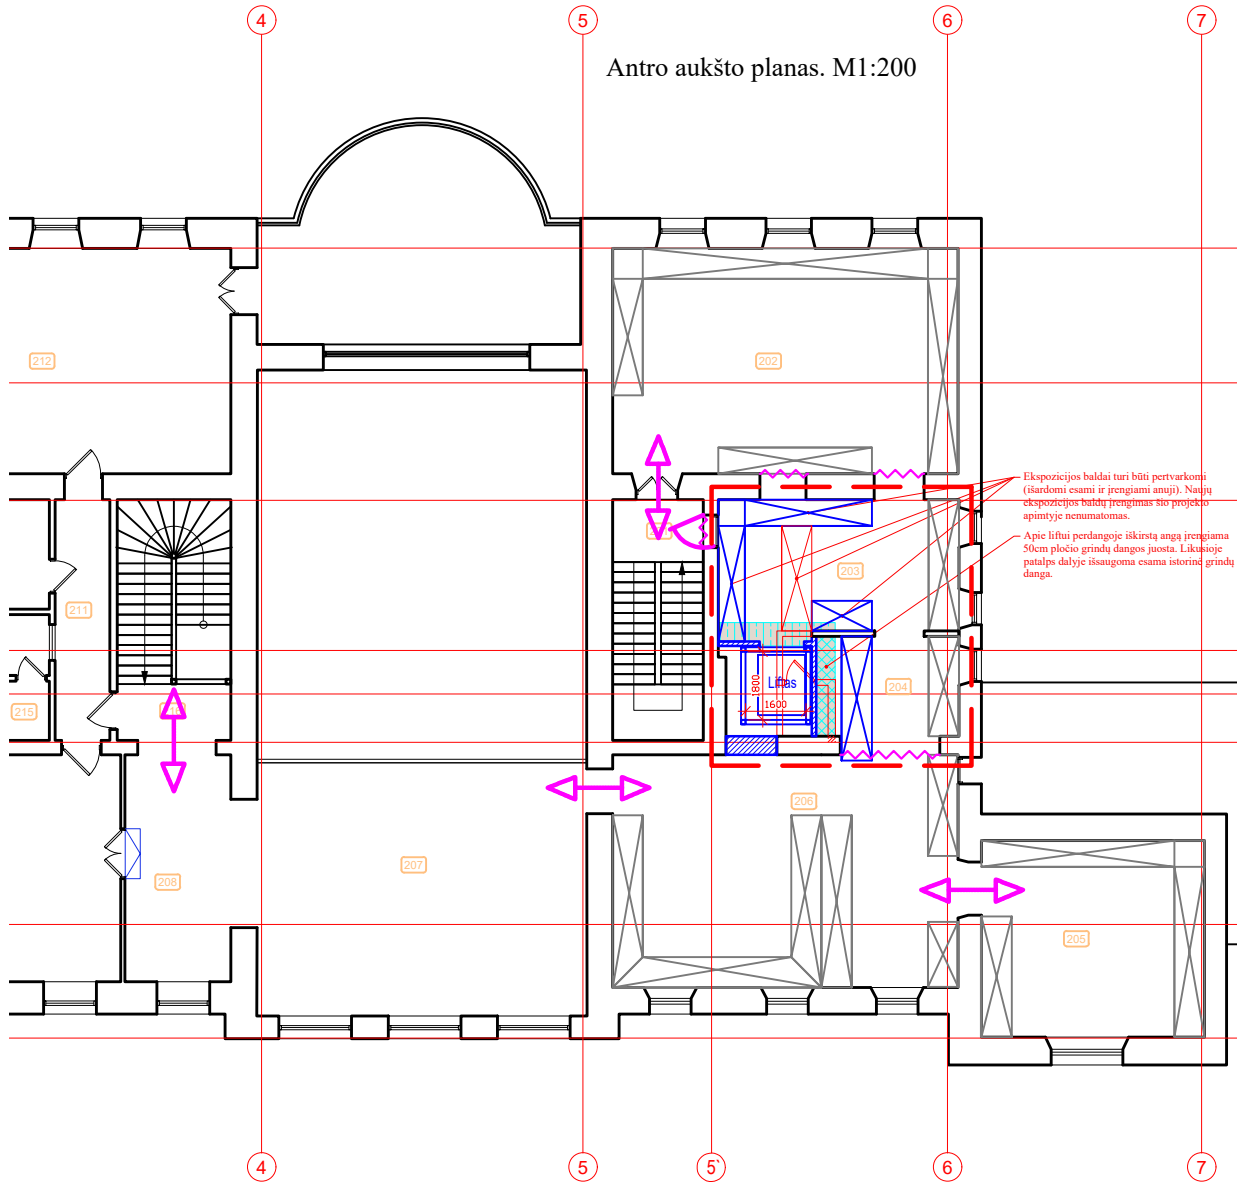 4
5
6
7
Antro aukšto planas. M1:200
212
202
Ekspozicijos baldai turi būti pertvarkomi
(išardomi esami ir įrengiami anuji). Naujų
ekspozicijos baldų įrengimas šio projekto
apimtyje nenumatomas.
Apie liftui perdangoje iškirstą angą įrengiama
50cm pločio grindų dangos juosta. Likusioje
patalps dalyje išsaugoma esama istorinė grindų
danga.
203
211
204
Liftas
1800
1600
215
206
207
208
205
4
5
5`
6
7